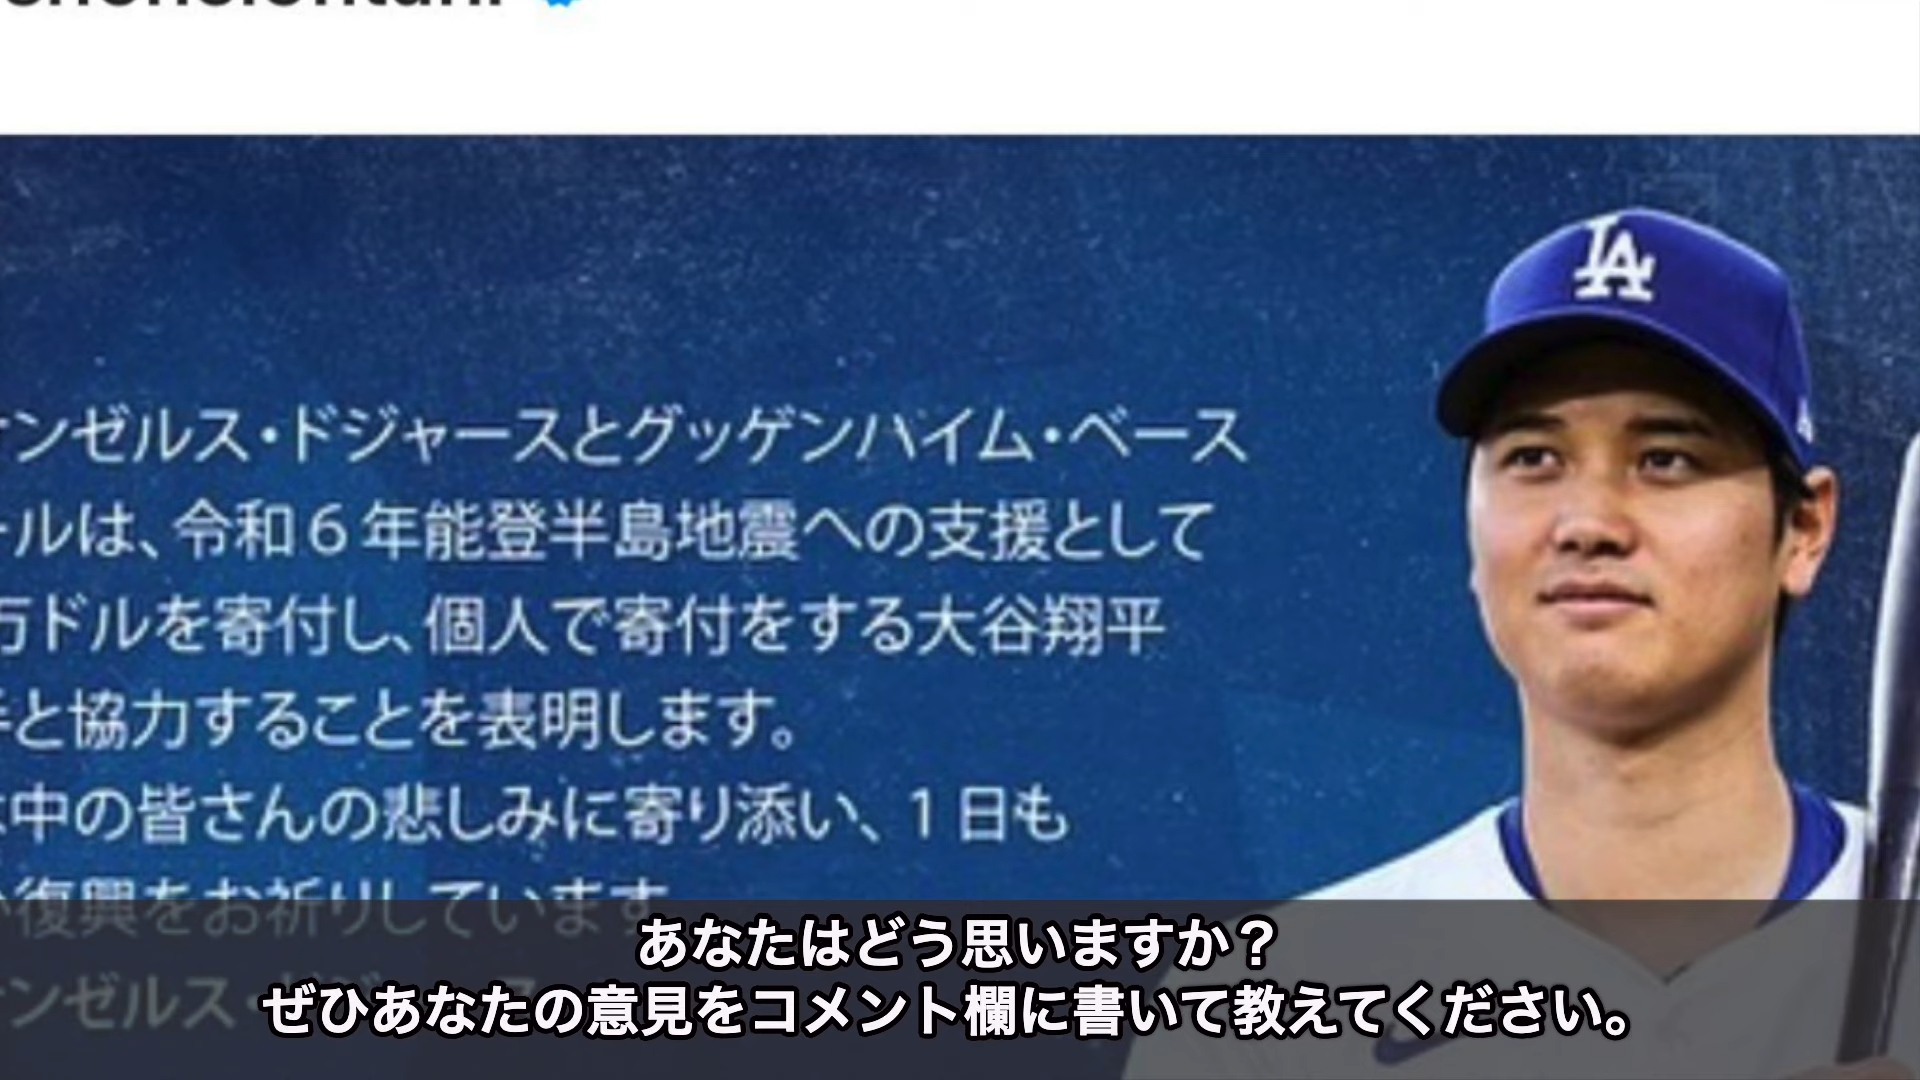 LA
ンゼルス・ドジャースとグッゲンハイム・ベース
ールは、令和6年能登半島地震への支援として
万ドルを寄付し、個人で寄付をする大谷翔平
と協力することを表明します。
中の皆さんの悲しみに寄り添い、1日も
復興をお祈りしています
ンゼルス・
あなたはどう思いますか？
ぜひあなたの意見をコメント欄に書いて教えてください。